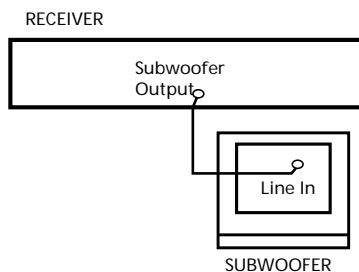 RECEIVER
Subwoofer
Output
Line In
SUBWOOFER